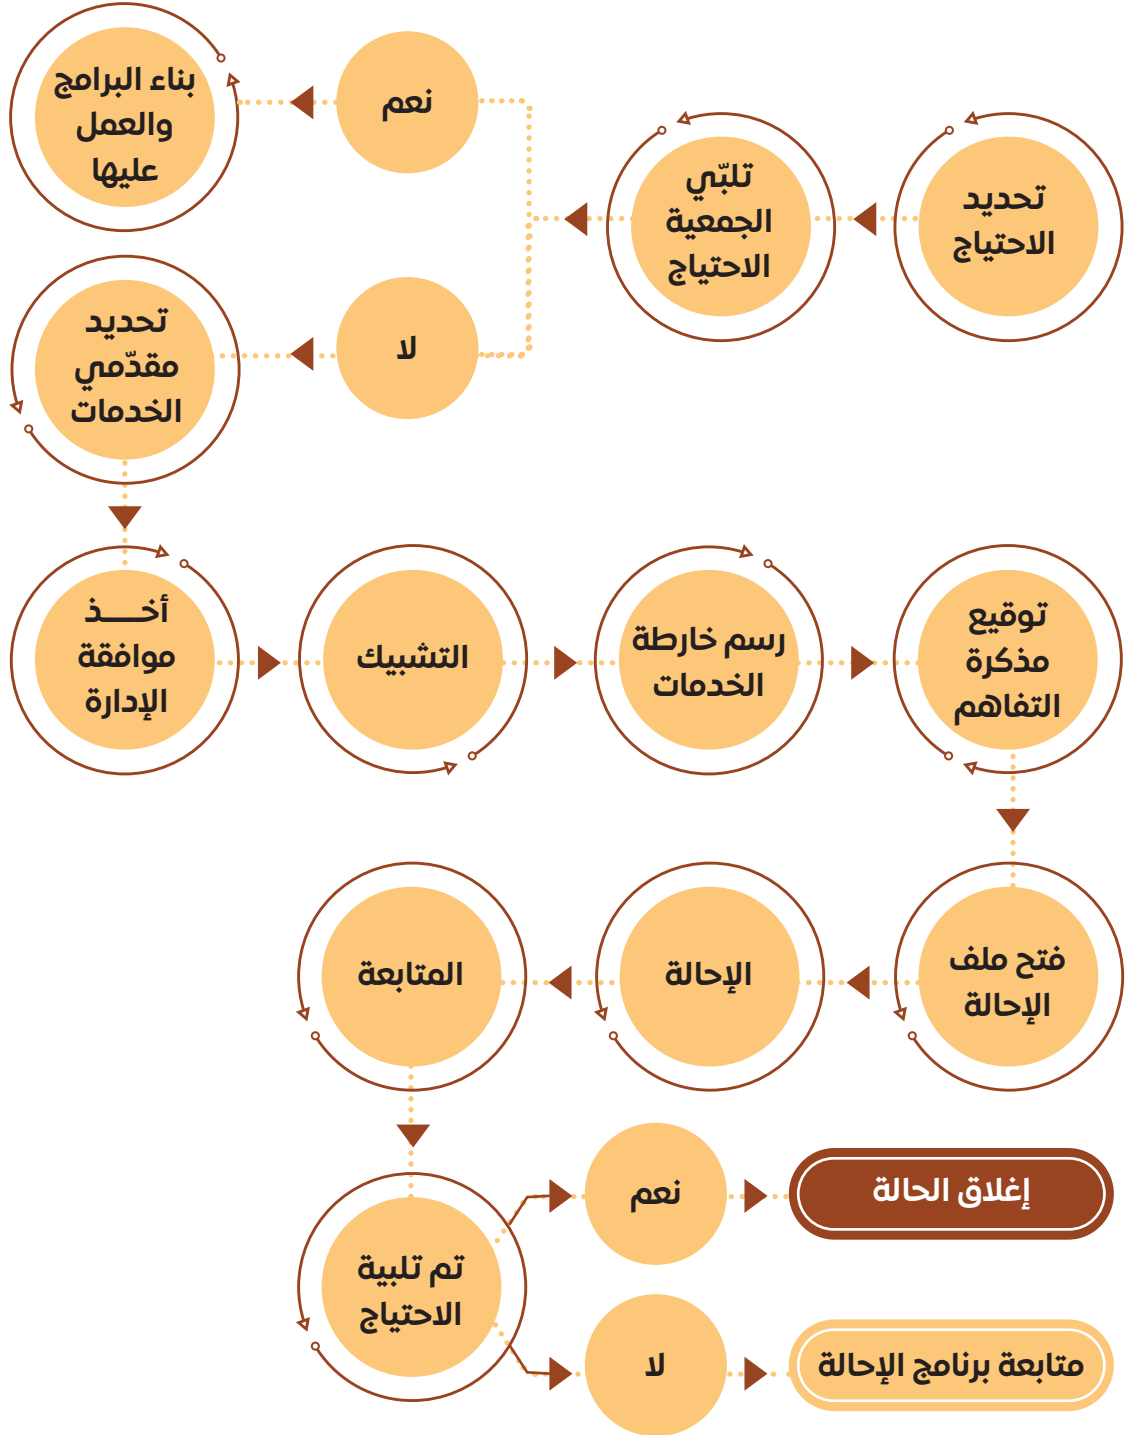 تحديد
الاحتياج
تلبّي
الجمعية
الاحتياج
نعم
بناء البرامج
والعمل
عليها
لا
تحديد
مقدّمي
الخدمات
أخـــــذ
موافقة
الإدارة
التشبيك
رسم خارطة
الخدمات
توقيع
مذكرة
التفاهم
فتح ملف
الإحالة
الإحالة
المتابعة
تم تلبية
الاحتياج
نعم
إغلاق الحالة
لا
متابعة برنامج الإحالة